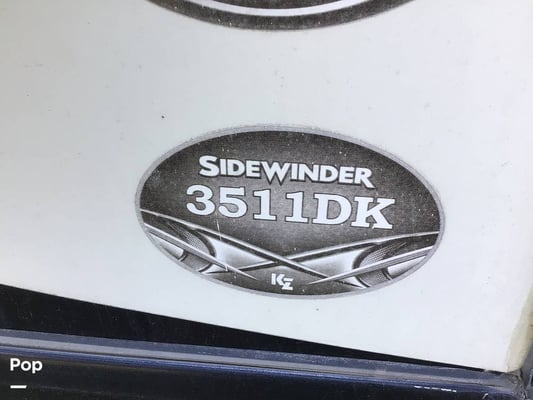 SIDEWINDER
3511DK
KZ
Pop